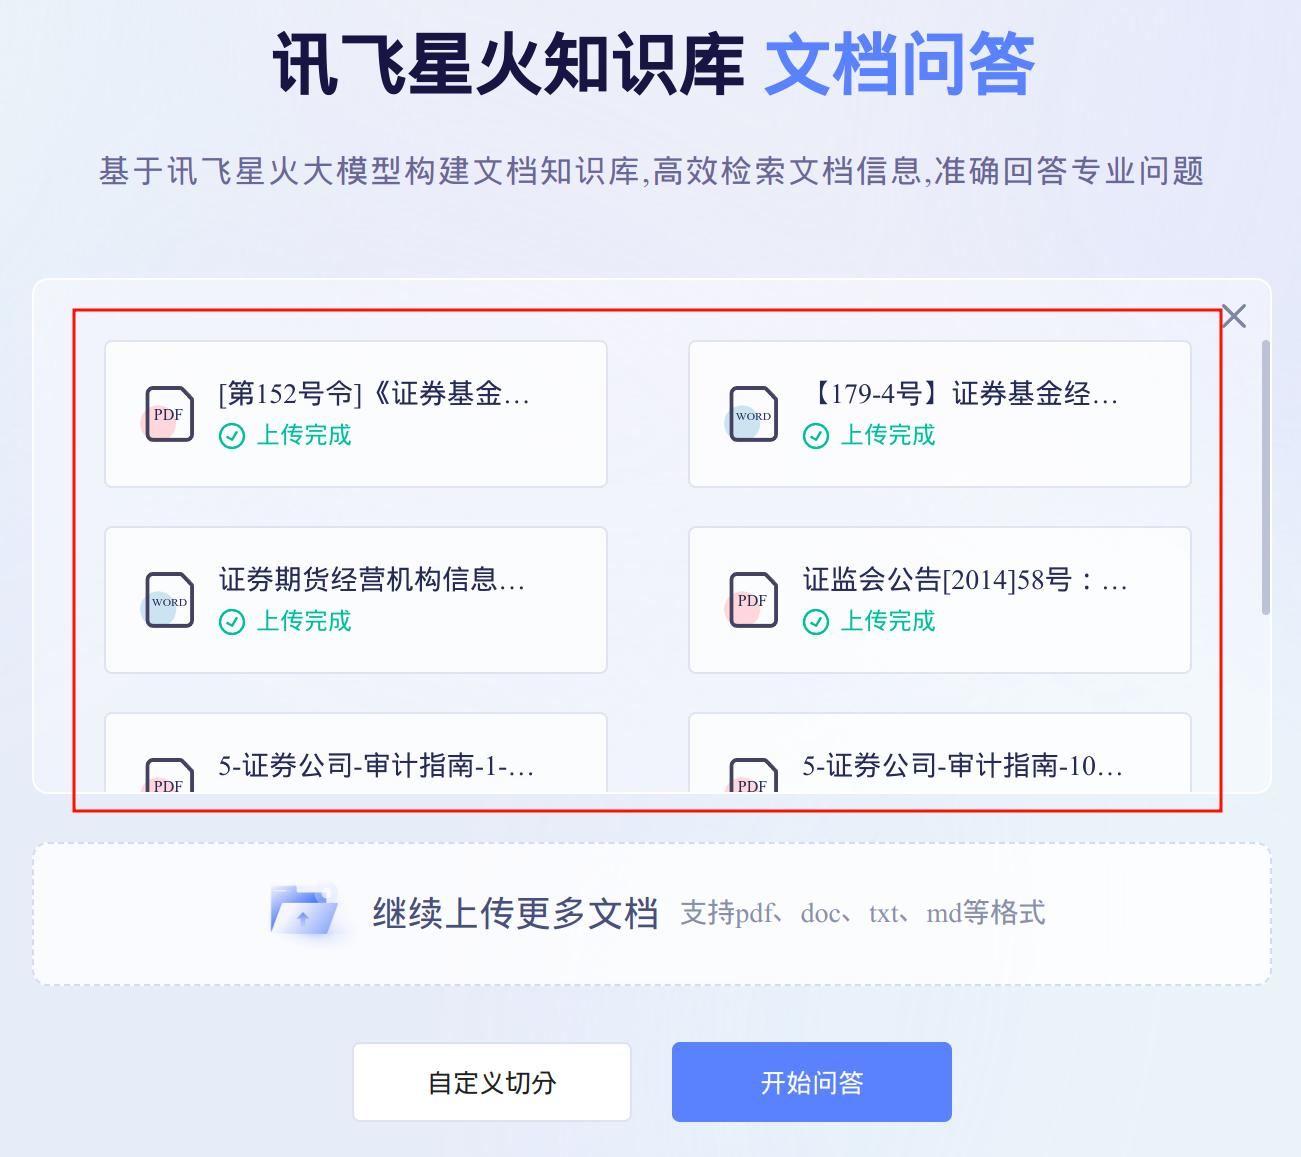 讯飞星火知识库 文档问答
基于讯飞星火大模型构建文档知识库,高效检索文档信息,准确回答专业问题
PDF
[第152号令]《证券基金...
上传完成
WORD
【179-4号】证券基金经...
上传完成
WORD
证券期货经营机构信息...
上传完成
PDF
证监会公告[2014]58号：...
上传完成
PDF
5-证券公司-审计指南-1-...
PDF
5-证券公司-审计指南-10...
继续上传更多文档 支持pdf、doc、txt、md等格式
自定义切分
开始问答